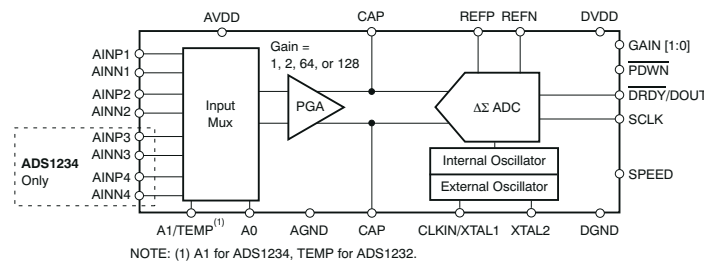 AVDD CAP REFP REFN DVDD
Gain =
1, 2, 64, or 128
AINP1
AINN1
AINP2
AINN2
AINP3
AINN3
AINP4
AINN4
ADS1234
Only
Input
Mux
PGA
ΔΣ ADC
Internal Oscillator
External Oscillator
GAIN [1:0]
PDWN
DRDY/DOUT
SCLK
SPEED
A1/TEMP(1) A0 AGND CAP CLKIN/XTAL1 XTAL2 DGND
NOTE: (1) A1 for ADS1234, TEMP for ADS1232.